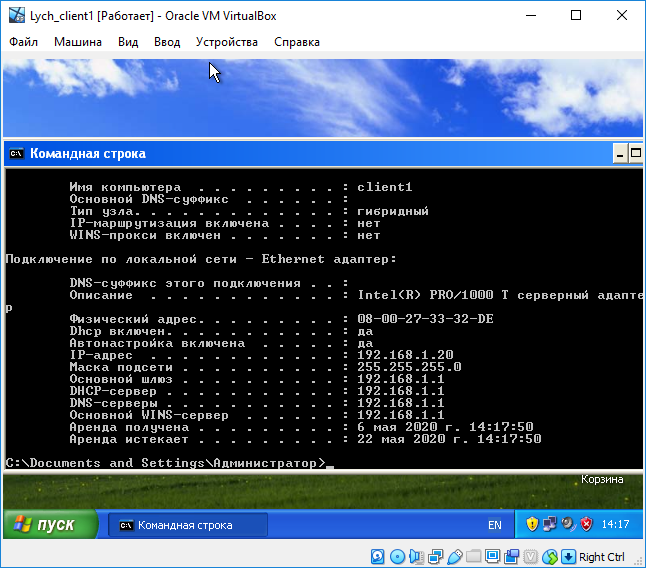 Lych_client1 [Работает] - Oracle VM VirtualBox
Файл Машина Вид Ввод Устройства Справка
Командная строка
Имя компьютера . . . . . . . . . : client1
Основной DNS-суффикс . . . . . . :
Тип узла. . . . . . . . . . . . . : гибридный
IP-маршрутизация включена . . . . : нет
WINS-прокси включен . . . . . . . : нет
Подключение по локальной сети - Ethernet адаптер:
DNS-суффикс этого подключения . . :
Описание . . . . . . . . . . . . : Intel(R) PRO/1000 T серверный адапте
р
Физический адрес. . . . . . . . . : 08-00-27-33-32-DE
Dhcp включен. . . . . . . . . . . : да
Автонастройка включена . . . . . : да
IP-адрес . . . . . . . . . . . . : 192.168.1.20
Маска подсети . . . . . . . . . . : 255.255.255.0
Основной шлюз . . . . . . . . . . : 192.168.1.1
DHCP-сервер . . . . . . . . . . . : 192.168.1.1
DNS-серверы . . . . . . . . . . . : 192.168.1.1
Основной WINS-сервер . . . . . . : 192.168.1.1
Аренда получена . . . . . . . . . : 6 мая 2020 г. 14:17:50
Аренда истекает . . . . . . . . . : 22 мая 2020 г. 14:17:50
C:\Documents and Settings\Администратор>_
Корзина
пуск
Командная строка
EN
14:17
Right Ctrl